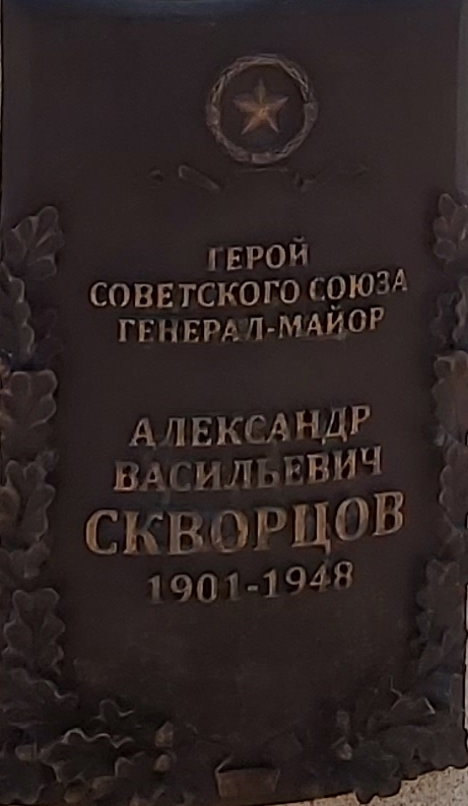 ГЕРОЙ
СОВЕТСКОГО СОЮЗА
ГЕНЕРАЛ-МАЙОР
АЛЕКСАНДР
ВАСИЛЬЕВИЧ
СКВОРЦОВ
1901-1948